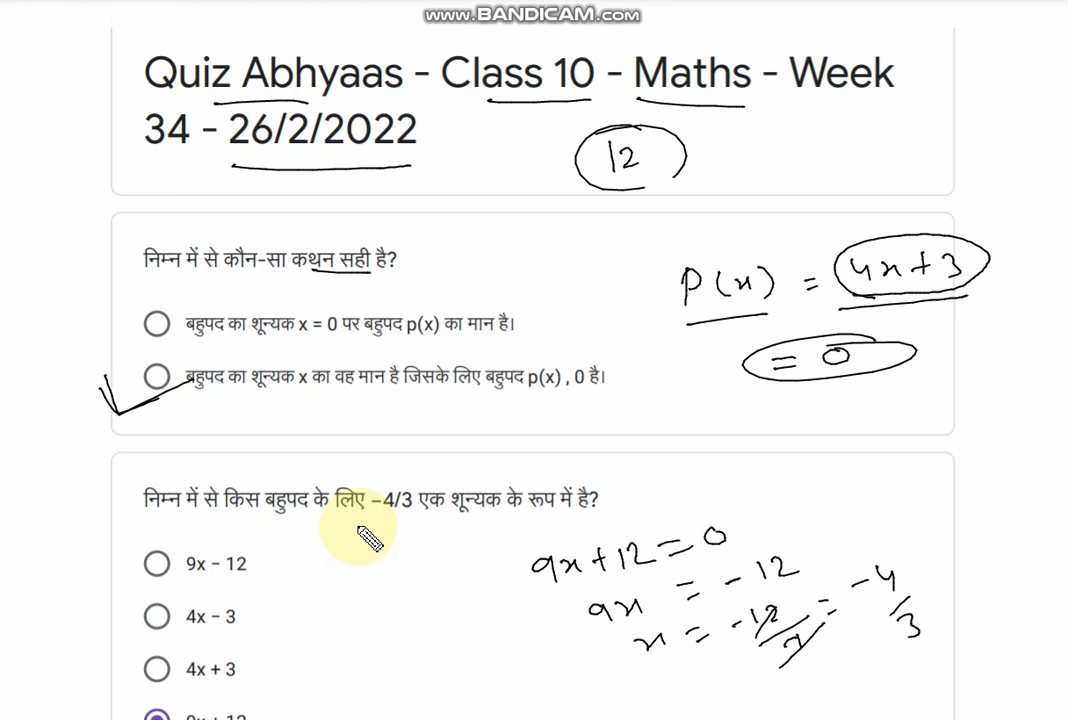 www.BANDICAM.com
Quiz Abhyaas - Class 10 - Maths - Week
34 - 26/2/2022
12
निम्न में से कौन-सा कथन सही है?
P(x) = 4x+3
बहुपद का शून्यक x = 0 पर बहुपद p(x) का मान है।
= 0
बहुपद का शून्यक x का वह मान है जिसके लिए बहुपद p(x) , 0 है।
निम्न में से किस बहुपद के लिए −4/3 एक शून्यक के रूप में है?
9x+12 = 0
9x − 12
9x = -12
4x − 3
x = -12/9 = -4/3
4x + 3
9x + 12